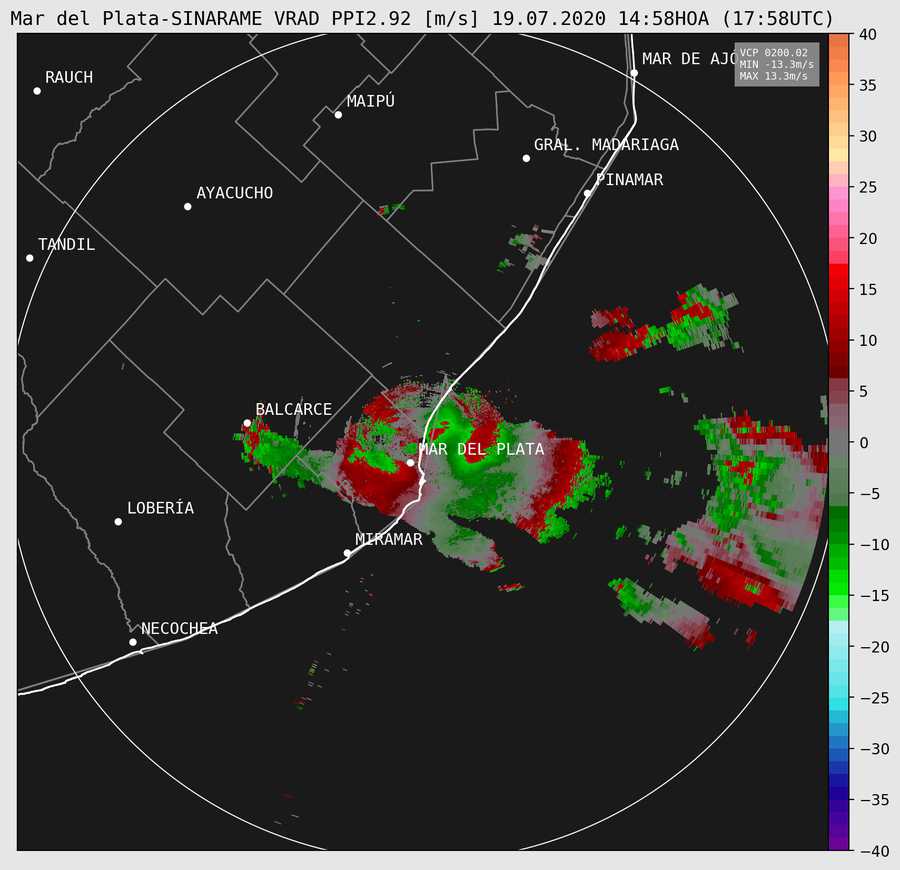 Mar del Plata-SINARAME VRAD PPI2.92 [m/s] 19.07.2020 14:58HOA (17:58UTC)
VCP 0200.02
MIN -13.3m/s
MAX 13.3m/s
MAR DE AJÓ
RAUCH
MAIPÚ
GRAL. MADARIAGA
PINAMAR
AYACUCHO
TANDIL
BALCARCE
MAR DEL PLATA
LOBERÍA
MIRAMAR
NECOCHEA
40
35
30
25
20
15
10
5
0
−5
−10
−15
−20
−25
−30
−35
−40